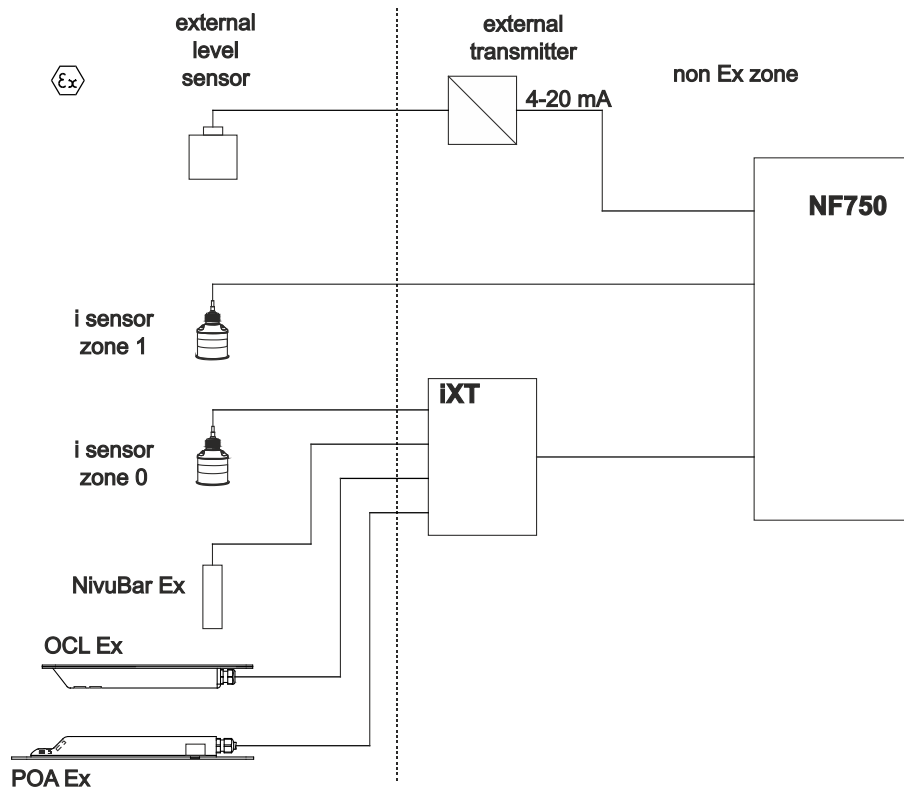 external
level
sensor
external
transmitter
non Ex zone
εx
4-20 mA
NF750
i sensor
zone 1
iXT
i sensor
zone 0
NivuBar Ex
OCL Ex
POA Ex